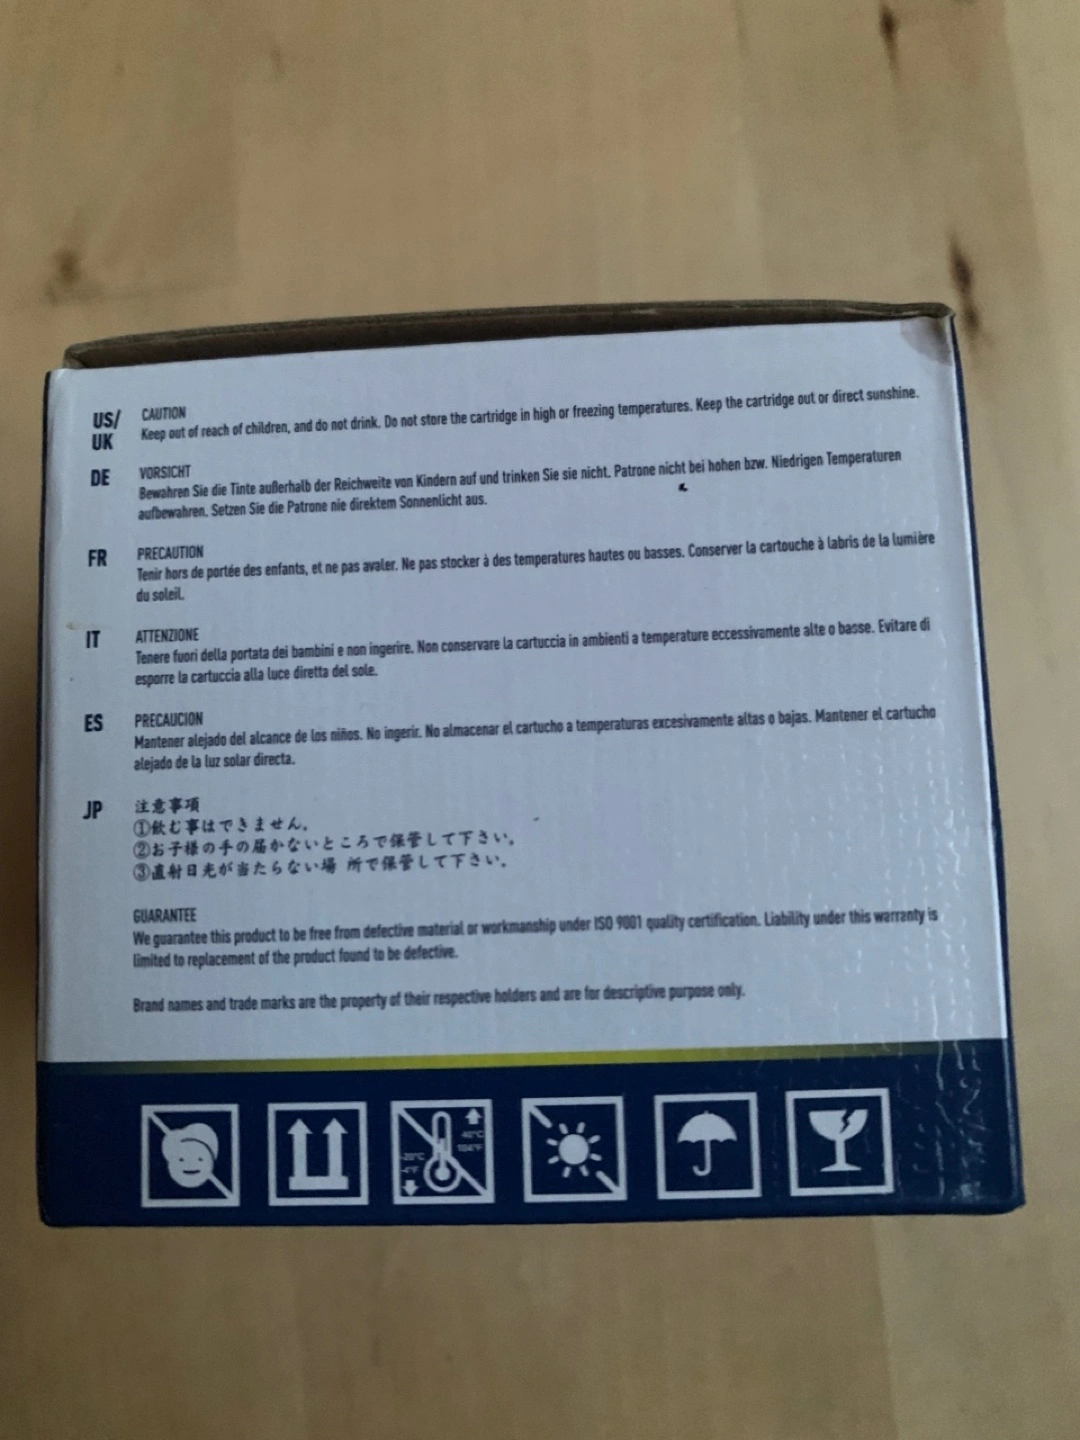 US/
UK
CAUTION
Keep out of reach of children, and do not drink. Do not store the cartridge in high or freezing temperatures. Keep the cartridge out or direct sunshine.
DE
VORSICHT
Bewahren Sie die Tinte außerhalb der Reichweite von Kindern auf und trinken Sie sie nicht. Patrone nicht bei hohen bzw. Niedrigen Temperaturen
aufbewahren. Setzen Sie die Patrone nie direktem Sonnenlicht aus.
FR
PRECAUTION
Tenir hors de portée des enfants, et ne pas avaler. Ne pas stocker à des temperatures hautes ou basses. Conserver la cartouche à labris de la lumière
du soleil.
IT
ATTENZIONE
Tenere fuori della portata dei bambini e non ingerire. Non conservare la cartuccia in ambienti a temperature eccessivamente alte o basse. Evitare di
esporre la cartuccia alla luce diretta del sole.
ES
PRECAUCION
Mantener alejado del alcance de los niños. No ingerir. No almacenar el cartucho a temperaturas excesivamente altas o bajas. Mantener el cartucho
alejado de la luz solar directa.
JP
注意事項
①飲む事はできません。
②お子様の手の届かないところで保管して下さい。
③直射日光が当たらない場 所で保管して下さい。
GUARANTEE
We guarantee this product to be free from defective material or workmanship under ISO 9001 quality certification. Liability under this warranty is
limited to replacement of the product found to be defective.
Brand names and trade marks are the property of their respective holders and are for descriptive purpose only.
40°C
104°F
-20°C
-4°F